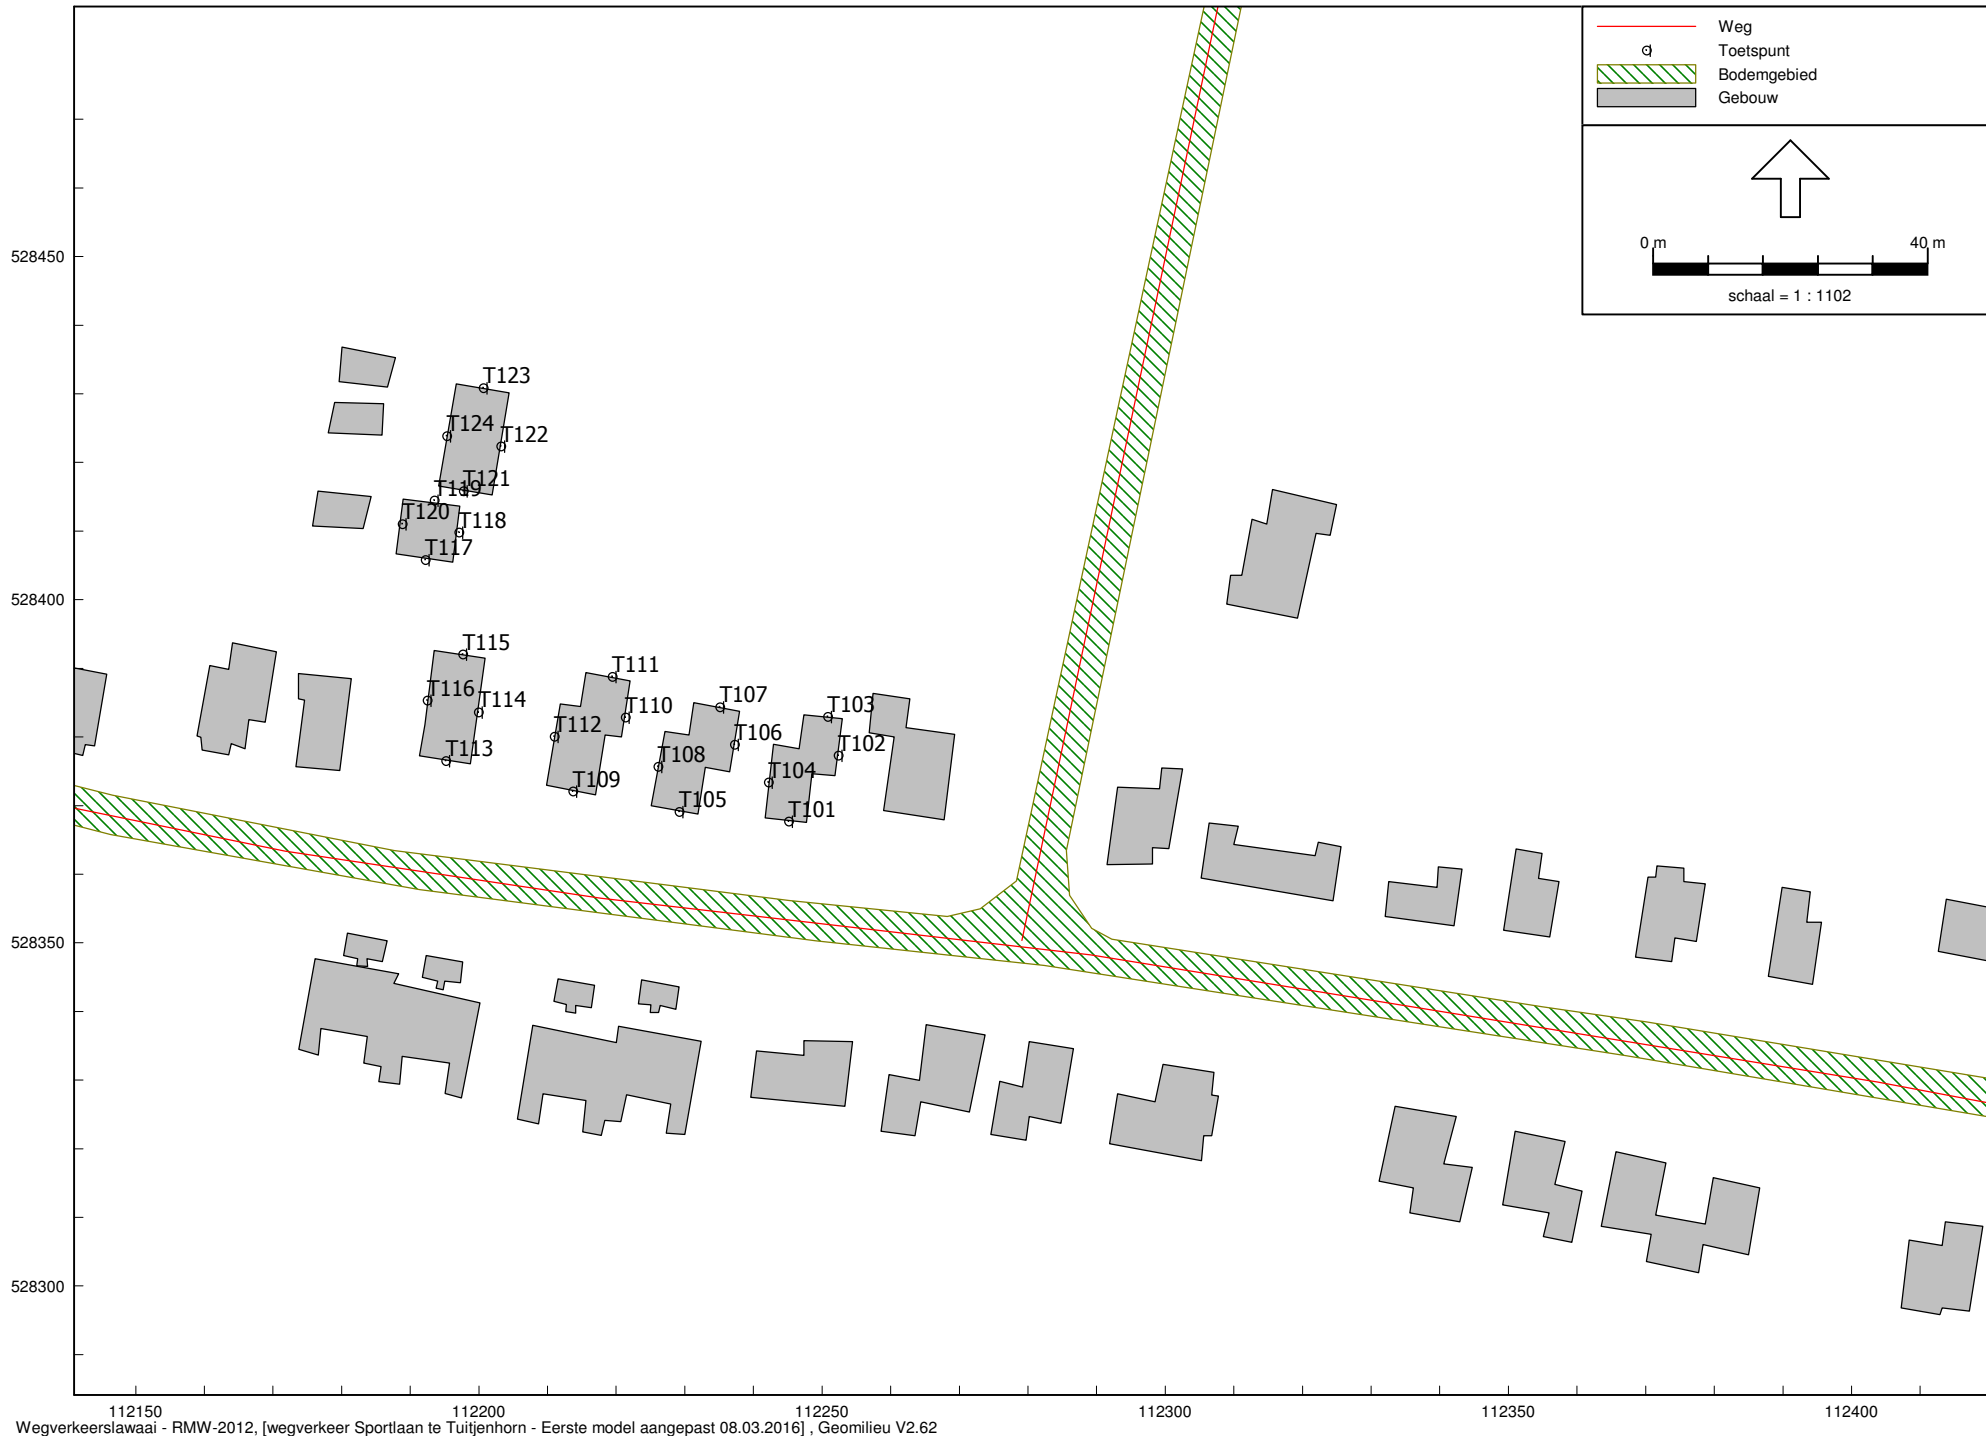 Weg
Toetspunt
Bodemgebied
Gebouw
0 m
40 m
schaal = 1 : 1102
528450
528400
528350
528300
T123
T124
T122
T121
T119
T120
T118
T117
T115
T116
T114
T113
T111
T110
T112
T109
T107
T106
T108
T105
T103
T102
T104
T101
112150
112200
112250
112300
112350
112400
Wegverkeerslawaai - RMW-2012, [wegverkeer Sportlaan te Tuitjenhorn - Eerste model aangepast 08.03.2016] , Geomilieu V2.62